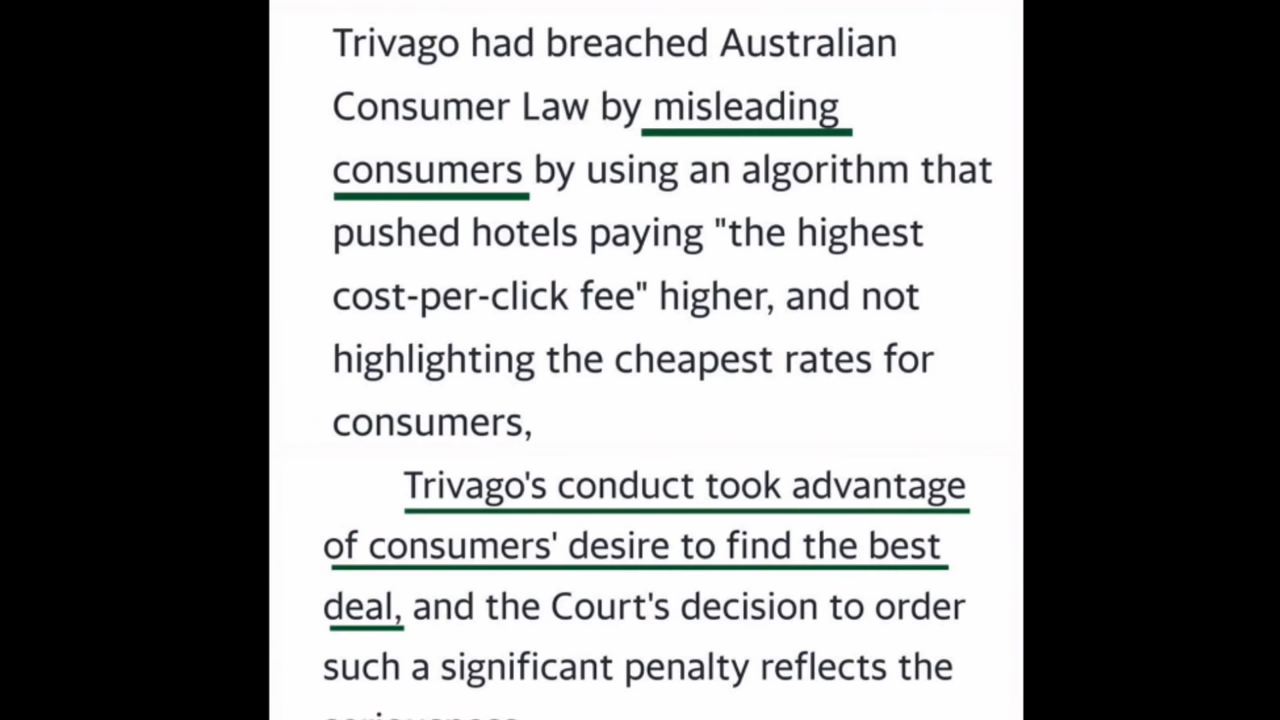 Trivago had breached Australian
Consumer Law by misleading
consumers by using an algorithm that
pushed hotels paying "the highest
cost-per-click fee" higher, and not
highlighting the cheapest rates for
consumers,
Trivago's conduct took advantage
of consumers' desire to find the best
deal, and the Court's decision to order
such a significant penalty reflects the